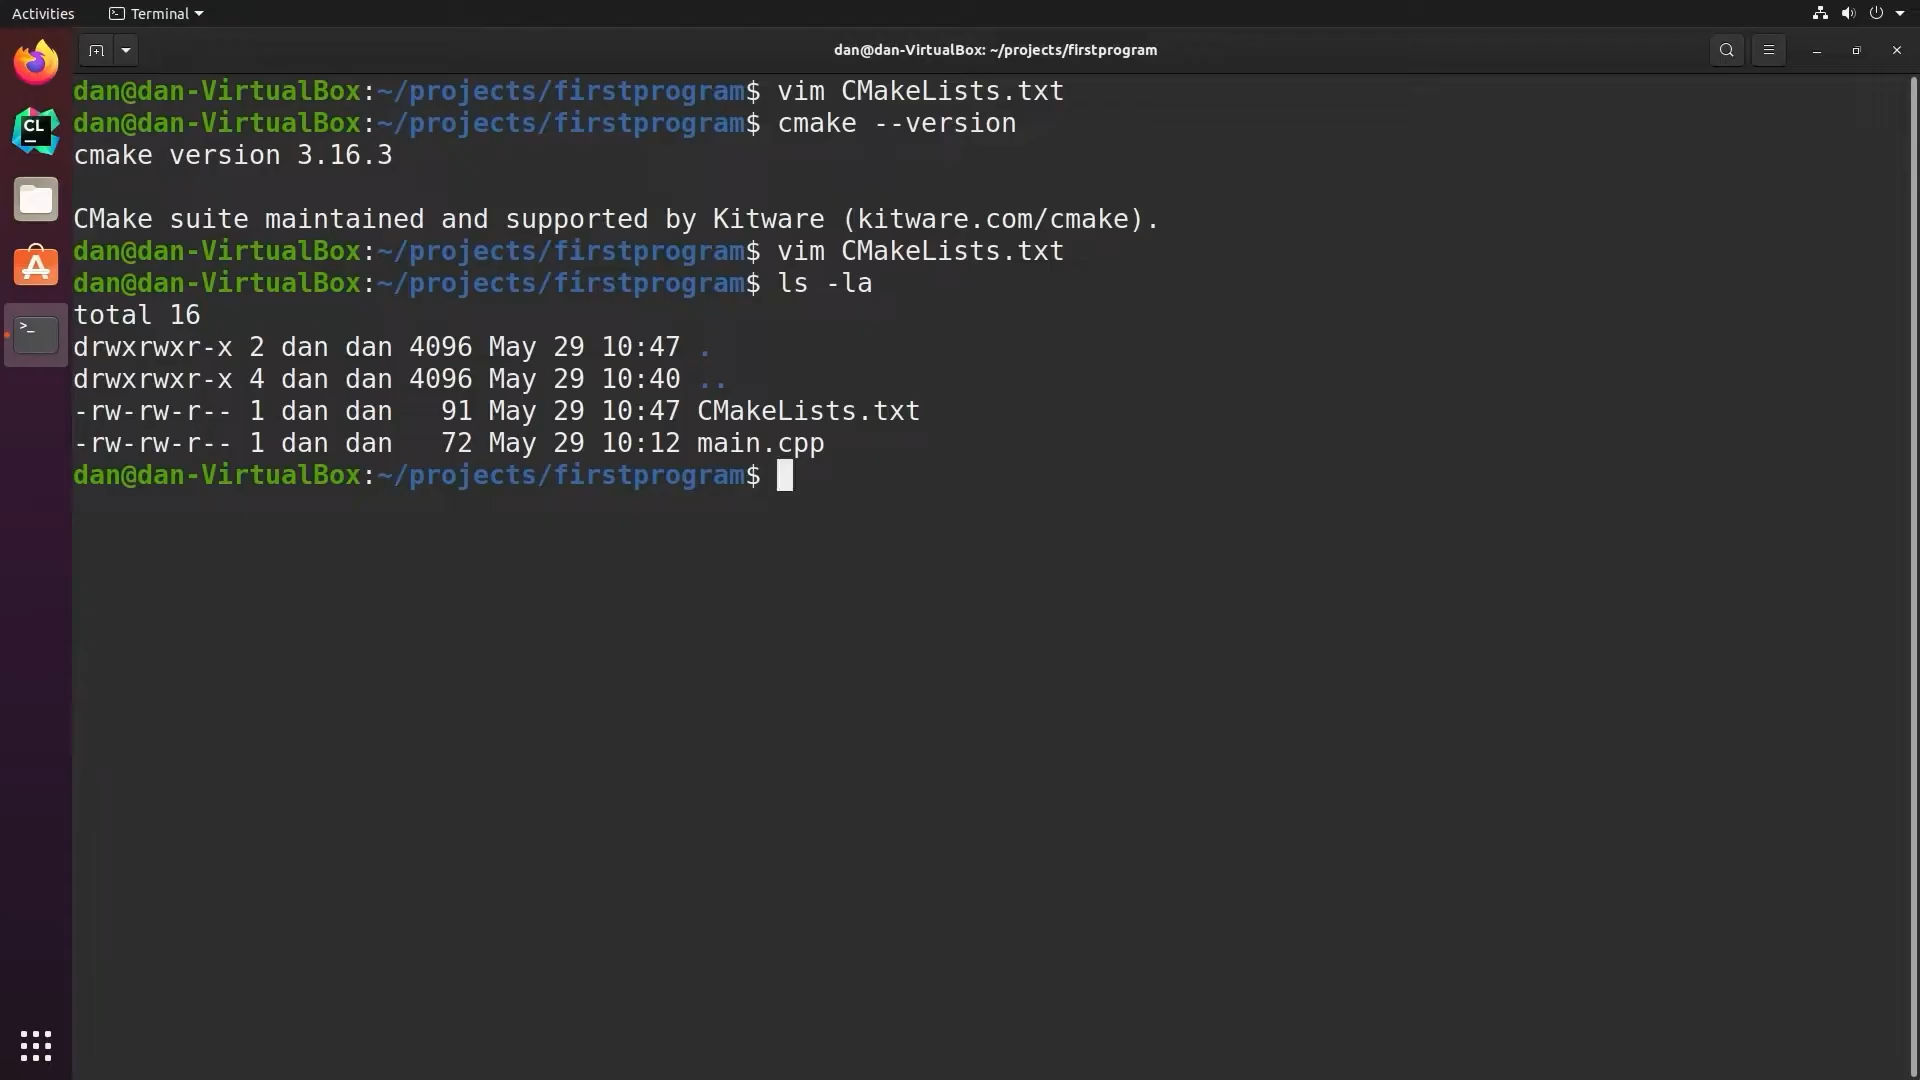 Activities
Terminal
dan@dan-VirtualBox: ~/projects/firstprogram
CL
dan@dan-VirtualBox:~/projects/firstprogram$ vim CMakeLists.txt
dan@dan-VirtualBox:~/projects/firstprogram$ cmake --version
cmake version 3.16.3
CMake suite maintained and supported by Kitware (kitware.com/cmake).
dan@dan-VirtualBox:~/projects/firstprogram$ vim CMakeLists.txt
dan@dan-VirtualBox:~/projects/firstprogram$ ls -la
total 16
drwxrwxr-x 2 dan dan 4096 May 29 10:47 .
drwxrwxr-x 4 dan dan 4096 May 29 10:40 ..
-rw-rw-r-- 1 dan dan   91 May 29 10:47 CMakeLists.txt
-rw-rw-r-- 1 dan dan   72 May 29 10:12 main.cpp
dan@dan-VirtualBox:~/projects/firstprogram$